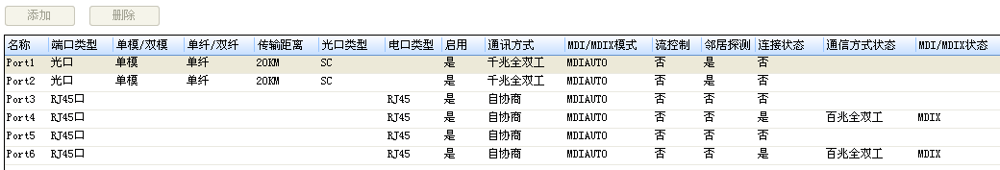 添加 删除
名称 端口类型 单模/双模 单纤/双纤 传输距离 光口类型 电口类型 启用 通讯方式 MDI/MDIX模式 流控制 邻居探测 连接状态 通信方式状态 MDI/MDIX状态
Port1 光口 单模 单纤 20KM SC 是 千兆全双工 MDIAUTO 否 是 否
Port2 光口 单模 单纤 20KM SC 是 千兆全双工 MDIAUTO 否 是 否
Port3 RJ45口 RJ45 是 自协商 MDIAUTO 否 否 否
Port4 RJ45口 RJ45 是 自协商 MDIAUTO 否 否 是 百兆全双工 MDIX
Port5 RJ45口 RJ45 是 自协商 MDIAUTO 否 否 否
Port6 RJ45口 RJ45 是 自协商 MDIAUTO 否 否 是 百兆全双工 MDIX